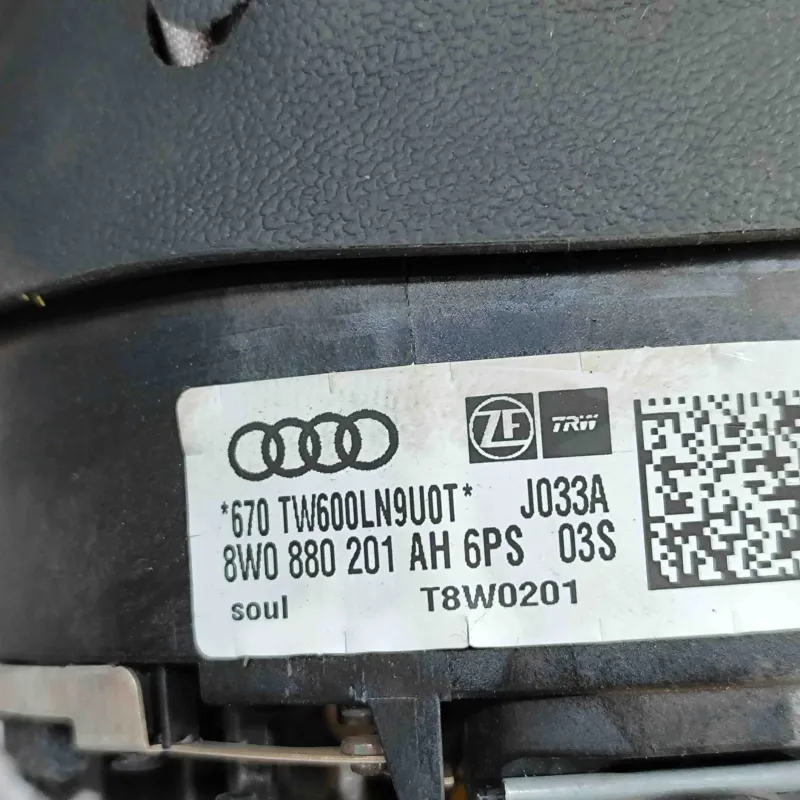 ZF TRW
*670 TW600LN9U0T* J033A
8W0 880 201 AH 6PS 03S
soul T8W0201